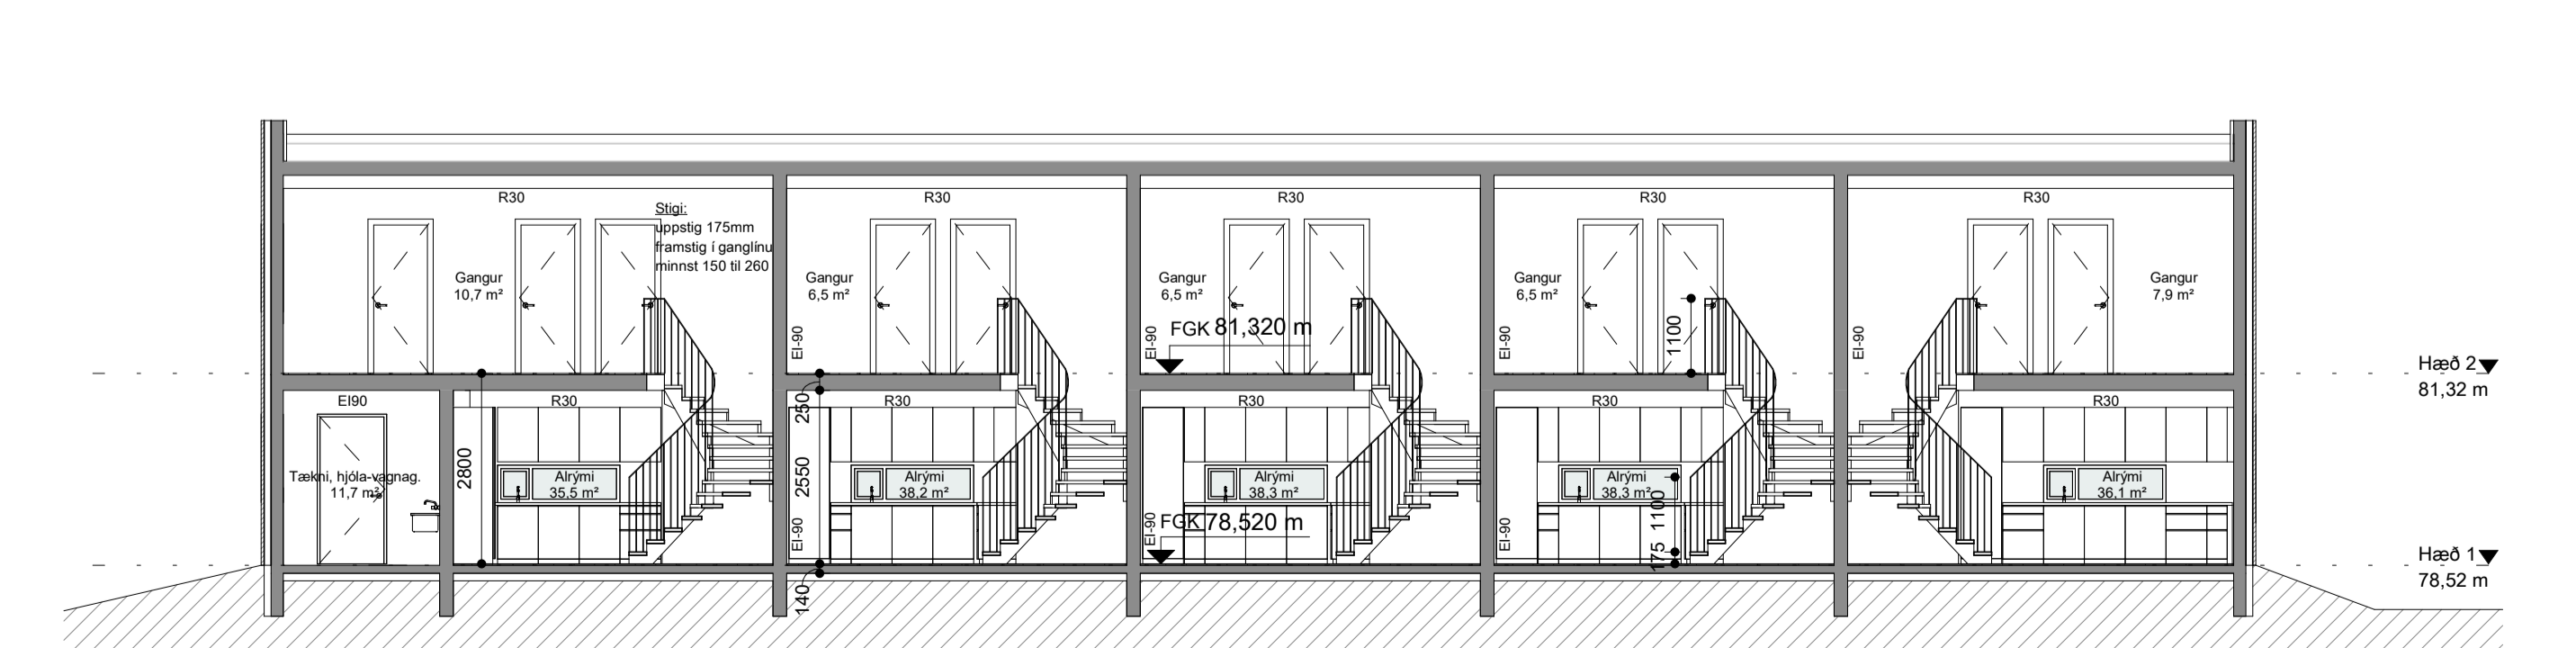 R30
R30
R30
R30
R30
Stigi:
uppstig 175mm
framstig í ganglínu
minnst 150 til 260
Gangur
10,7 m²
Gangur
6,5 m²
Gangur
6,5 m²
Gangur
6,5 m²
Gangur
7,9 m²
EI-90
EI-90
EI-90
EI-90
FGK 81,320 m
1100
Hæð 2
81,32 m
EI90
R30
R30
R30
R30
R30
250
2800
2550
Tækni, hjóla-vagnag.
11,7 m²
Alrými
35,5 m²
Alrými
38,2 m²
Alrými
38,3 m²
Alrými
38,3 m²
Alrými
36,1 m²
1100
EI-90
EI-90
EI-90
FGK 78,520 m
175
140
Hæð 1
78,52 m